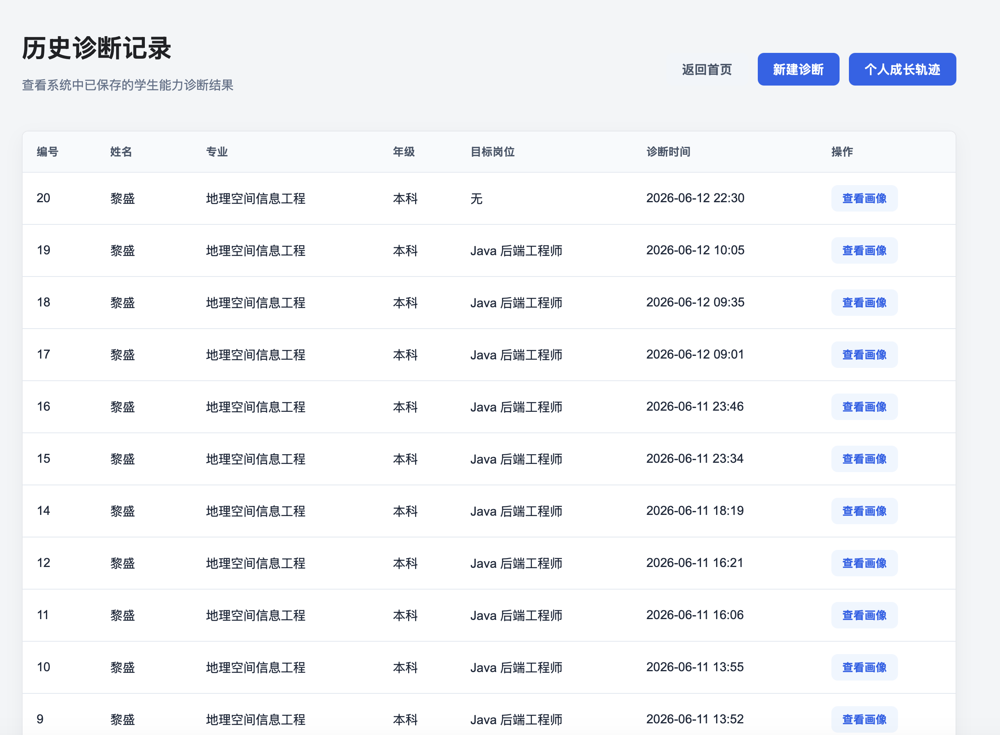 历史诊断记录
查看系统中已保存的学生能力诊断结果
返回首页 新建诊断 个人成长轨迹
编号 姓名 专业 年级 目标岗位 诊断时间 操作
20 黎盛 地理空间信息工程 本科 无 2026-06-12 22:30 查看画像
19 黎盛 地理空间信息工程 本科 Java 后端工程师 2026-06-12 10:05 查看画像
18 黎盛 地理空间信息工程 本科 Java 后端工程师 2026-06-12 09:35 查看画像
17 黎盛 地理空间信息工程 本科 Java 后端工程师 2026-06-12 09:01 查看画像
16 黎盛 地理空间信息工程 本科 Java 后端工程师 2026-06-11 23:46 查看画像
15 黎盛 地理空间信息工程 本科 Java 后端工程师 2026-06-11 23:34 查看画像
14 黎盛 地理空间信息工程 本科 Java 后端工程师 2026-06-11 18:19 查看画像
12 黎盛 地理空间信息工程 本科 Java 后端工程师 2026-06-11 16:21 查看画像
11 黎盛 地理空间信息工程 本科 Java 后端工程师 2026-06-11 16:06 查看画像
10 黎盛 地理空间信息工程 本科 Java 后端工程师 2026-06-11 13:55 查看画像
9 黎盛 地理空间信息工程 本科 Java 后端工程师 2026-06-11 13:52 查看画像